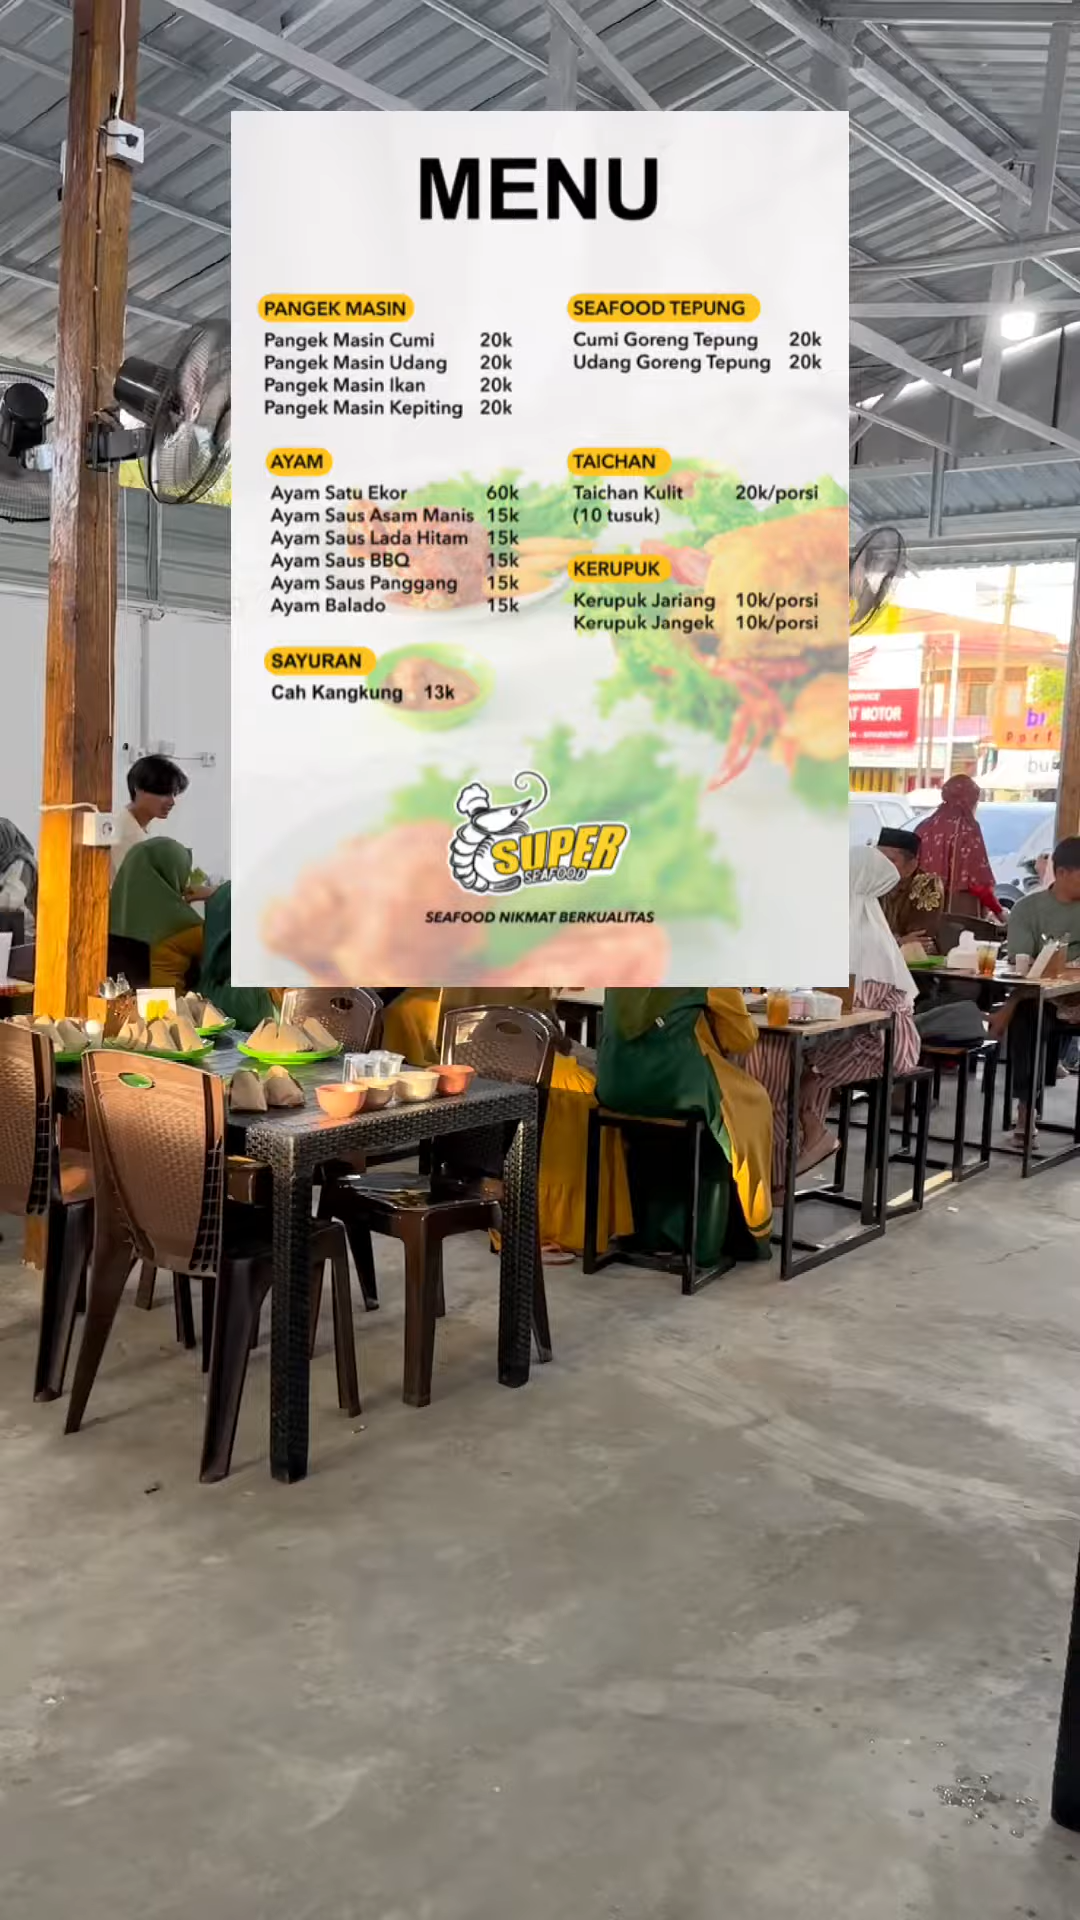 MENU
PANGEK MASIN
Pangek Masin Cumi 20k
Pangek Masin Udang 20k
Pangek Masin Ikan 20k
Pangek Masin Kepiting 20k
AYAM
Ayam Satu Ekor 60k
Ayam Saus Asam Manis 15k
Ayam Saus Lada Hitam 15k
Ayam Saus BBQ 15k
Ayam Saus Panggang 15k
Ayam Balado 15k
SAYURAN
Cah Kangkung 13k
SEAFOOD TEPUNG
Cumi Goreng Tepung 20k
Udang Goreng Tepung 20k
TAICHAN
Taichan Kulit 20k/porsi
(10 tusuk)
KERUPUK
Kerupuk Jariang 10k/porsi
Kerupuk Jangek 10k/porsi
SUPER
SEAFOOD
SEAFOOD NIKMAT BERKUALITAS
MOTOR